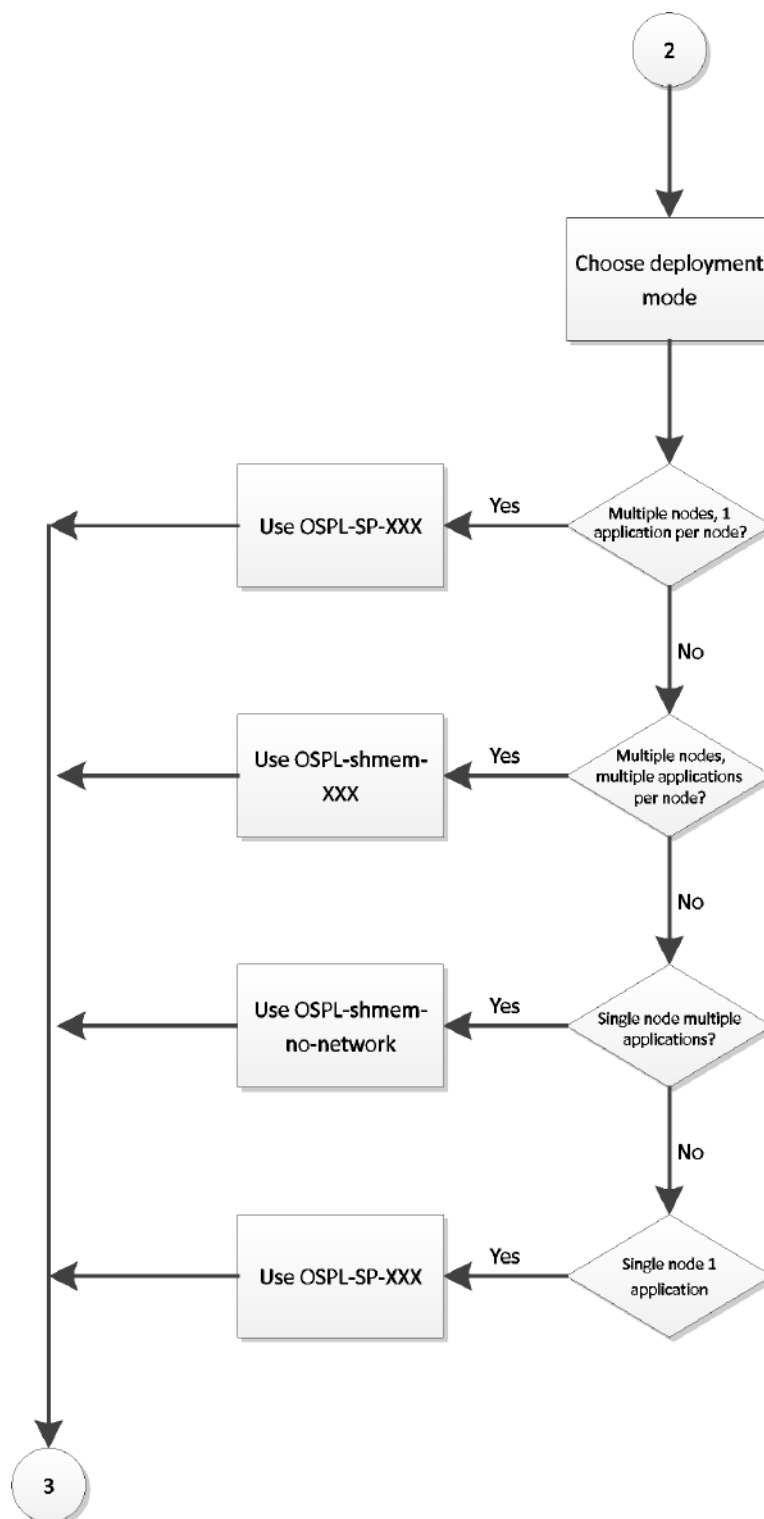 2
Choose deployment
mode
Multiple nodes, 1
application per node?
Yes
Use OSPL-SP-XXX
No
Multiple nodes,
multiple applications
per node?
Yes
Use OSPL-shmem-
XXX
No
Single node multiple
applications?
Yes
Use OSPL-shmem-
no-network
No
Single node 1
application
Yes
Use OSPL-SP-XXX
3